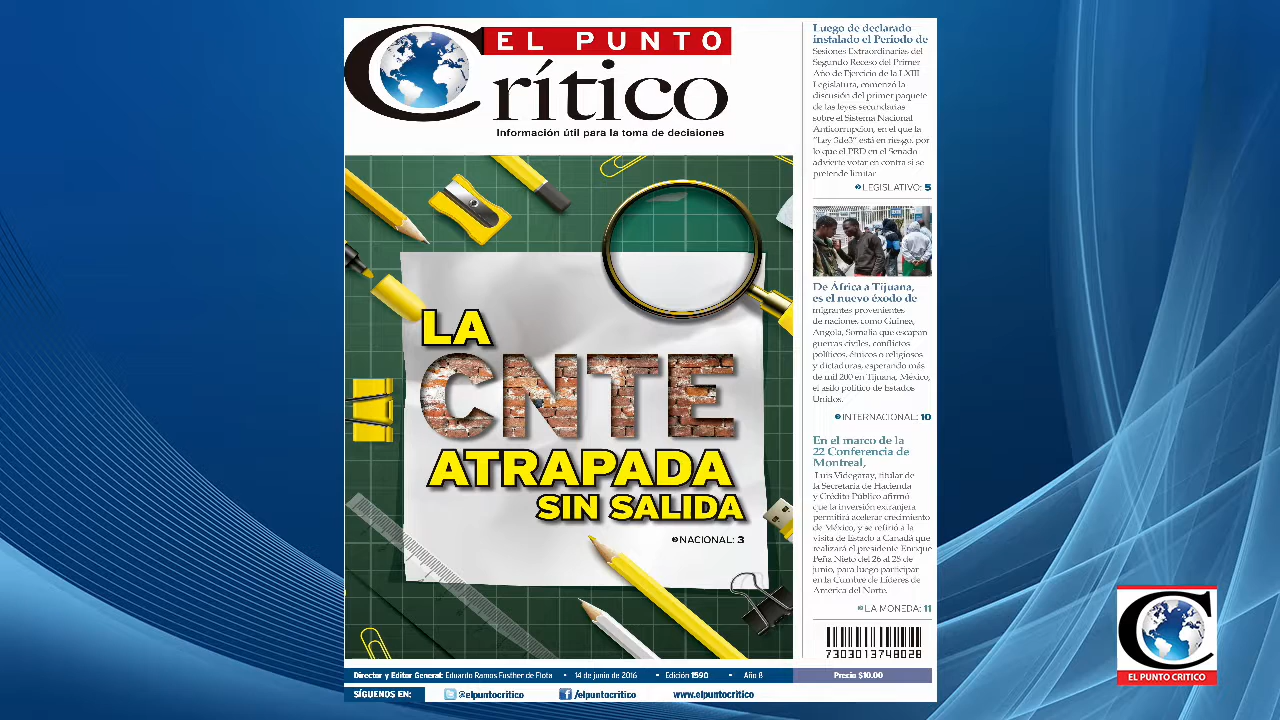 EL PUNTO
Crítico
Información útil para la toma de decisiones
LA
CNTE
ATRAPADA
SIN SALIDA
NACIONAL: 3
Luego de declarado
instalado el Periodo de
Sesiones Extraordinarias del
Segundo Receso del Primer
Año de Ejercicio de la LXIII
Legislatura, comenzó la
discusión del primer paquete
de las leyes secundarias
sobre el Sistema Nacional
Anticorrupcion, en el que la
"Ley 3de3" está en riesgo, por
lo que el PRD en el Senado
advierte votar en contra si se
pretende limitar
LEGISLATIVO: 5
De África a Tijuana,
es el nuevo éxodo de
migrantes provenientes
de naciones como Guinea,
Angola, Somalia que escapan
guerras civiles, conflictos
políticos, étnicos o religiosos
y dictaduras, esperando más
de mil 200 en Tijuana, México,
el asilo político de Estados
Unidos.
INTERNACIONAL: 10
En el marco de la
22 Conferencia de
Montreal,
Luis Videgaray, titular de
la Secretaría de Hacienda
y Crédito Público afirmó
que la inversión extranjera
permitirá acelerar crecimiento
de México, y se refirió a la
visita de Estado a Canadá que
realizará el presidente Enrique
Peña Nieto del 26 al 28 de
junio, para luego participar
en la Cumbre de Líderes de
América del Norte.
LA MONEDA: 11
7303013748028
Director y Editor General: Eduardo Ramos Fusther de Flota • 14 de junio de 2016 • Edición 1590 • Año 8 Precio $10.00
SÍGUENOS EN: @elpuntocritico /elpuntocritico www.elpuntocritico
EL PUNTO CRITICO